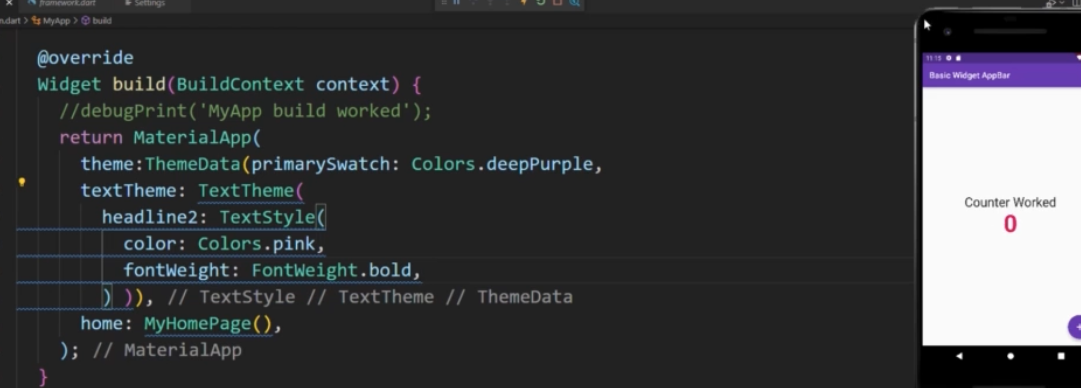 framework.dart
Settings
n.dart > MyApp > build
@override
Widget build(BuildContext context) {
//debugPrint('MyApp build worked');
return MaterialApp(
theme:ThemeData(primarySwatch: Colors.deepPurple,
textTheme: TextTheme(
headline2: TextStyle(
color: Colors.pink,
fontWeight: FontWeight.bold,
) )), // TextStyle // TextTheme // ThemeData
home: MyHomePage(),
); // MaterialApp
}
11:15
Basic Widget AppBar
Counter Worked
0